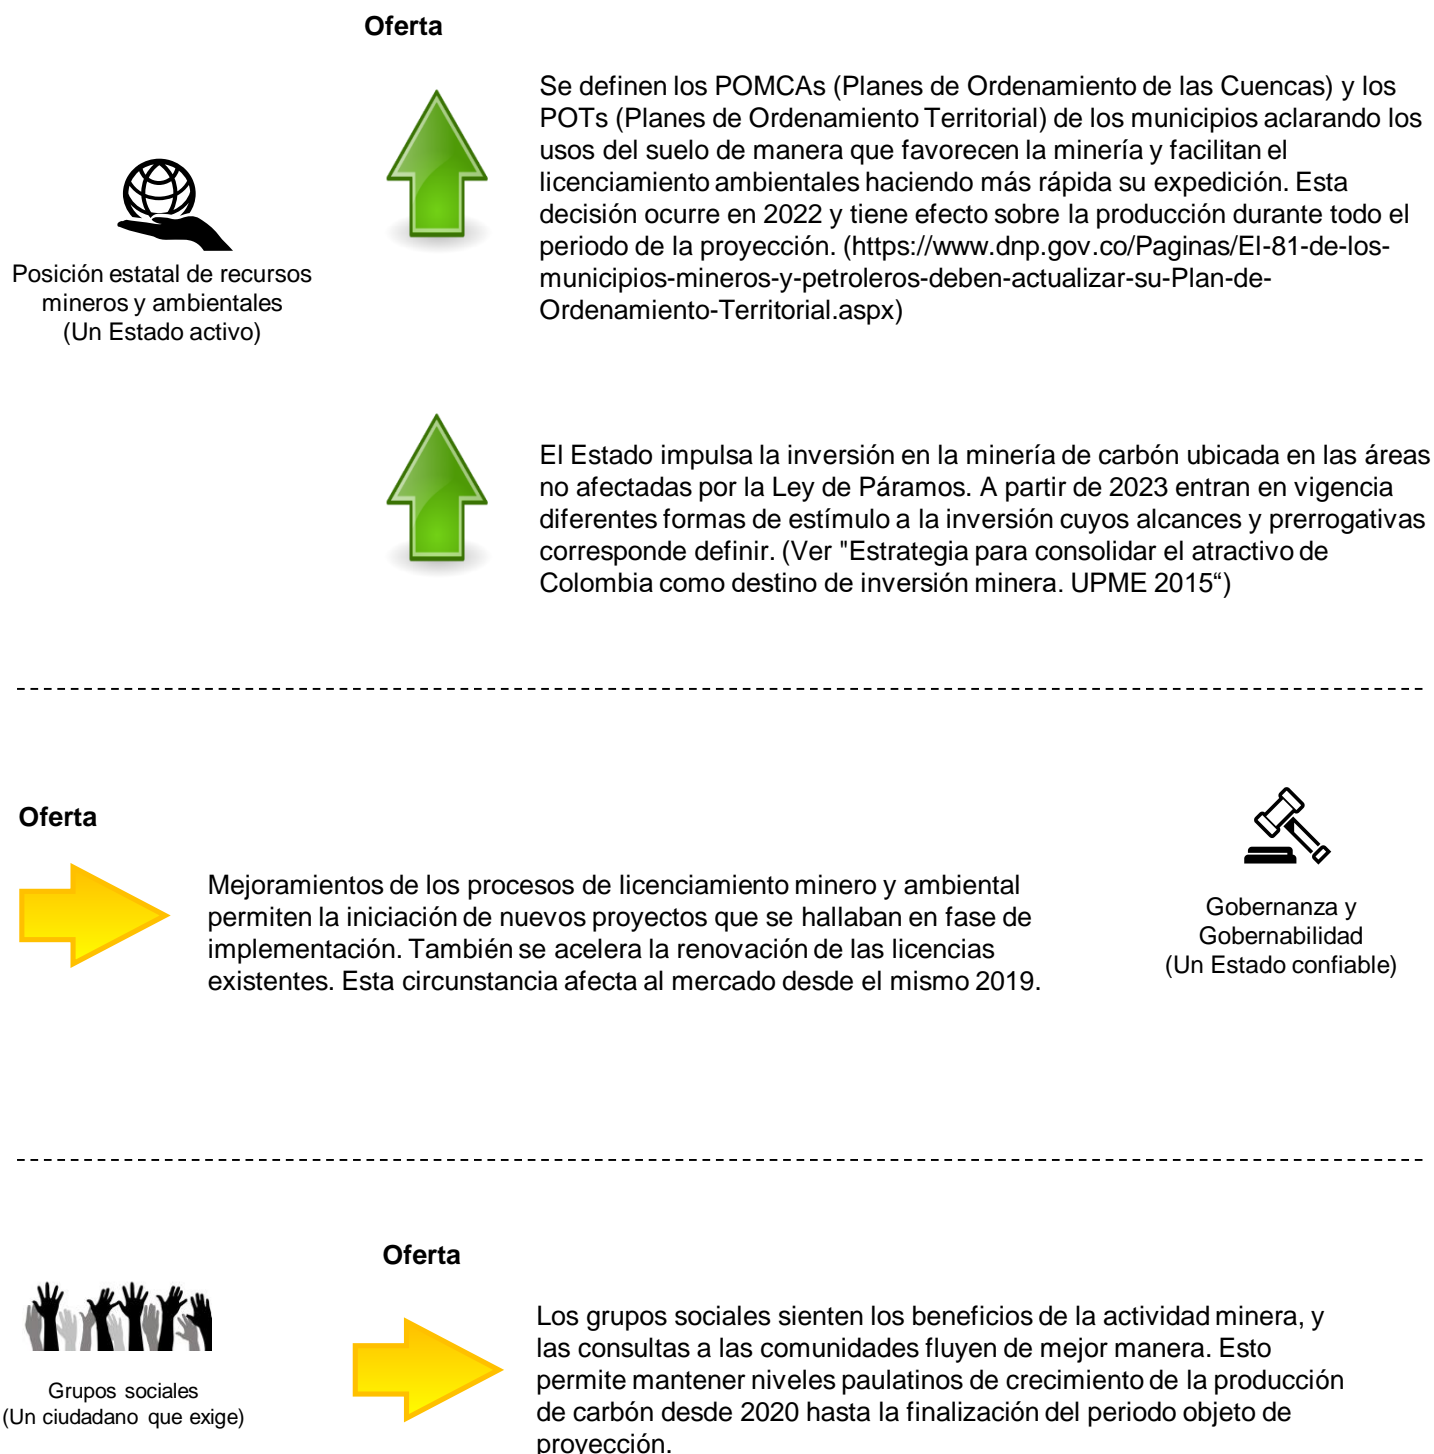 Oferta
Se definen los POMCAs (Planes de Ordenamiento de las Cuencas) y los
POTs (Planes de Ordenamiento Territorial) de los municipios aclarando los
usos del suelo de manera que favorecen la minería y facilitan el
licenciamiento ambientales haciendo más rápida su expedición. Esta
decisión ocurre en 2022 y tiene efecto sobre la producción durante todo el
periodo de la proyección. (https://www.dnp.gov.co/Paginas/El-81-de-los-
municipios-mineros-y-petroleros-deben-actualizar-su-Plan-de-
Ordenamiento-Territorial.aspx)
Posición estatal de recursos
mineros y ambientales
(Un Estado activo)
El Estado impulsa la inversión en la minería de carbón ubicada en las áreas
no afectadas por la Ley de Páramos. A partir de 2023 entran en vigencia
diferentes formas de estímulo a la inversión cuyos alcances y prerrogativas
corresponde definir. (Ver "Estrategia para consolidar el atractivo de
Colombia como destino de inversión minera. UPME 2015“)
Oferta
Mejoramientos de los procesos de licenciamiento minero y ambiental
permiten la iniciación de nuevos proyectos que se hallaban en fase de
implementación. También se acelera la renovación de las licencias
existentes. Esta circunstancia afecta al mercado desde el mismo 2019.
Gobernanza y
Gobernabilidad
(Un Estado confiable)
Oferta
Grupos sociales
(Un ciudadano que exige)
Los grupos sociales sienten los beneficios de la actividad minera, y
las consultas a las comunidades fluyen de mejor manera. Esto
permite mantener niveles paulatinos de crecimiento de la producción
de carbón desde 2020 hasta la finalización del periodo objeto de
proyección.